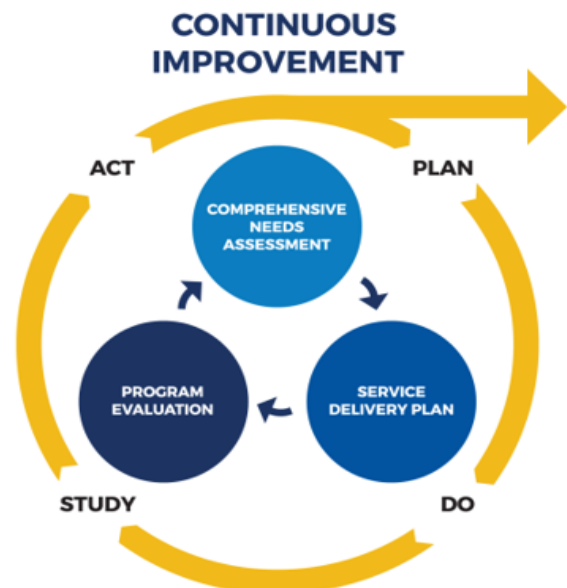 CONTINUOUS
IMPROVEMENT
ACT
PLAN
COMPREHENSIVE
NEEDS
ASSESSMENT
PROGRAM
EVALUATION
SERVICE
DELIVERY PLAN
STUDY
DO